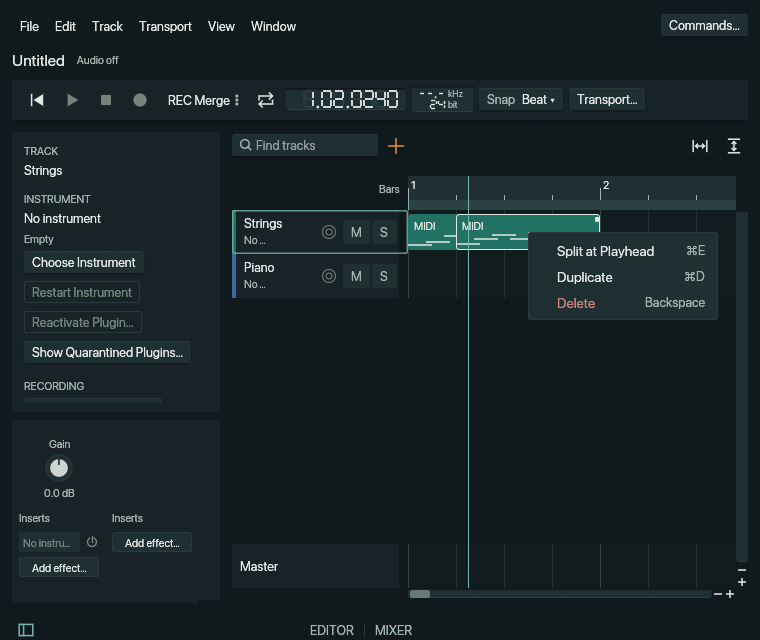 File Edit Track Transport View Window Commands...
Untitled Audio off
REC Merge 1.02.0240 --.- kHz 24 bit Snap Beat Transport...
TRACK
Strings
INSTRUMENT
No instrument
Empty
Choose Instrument
Restart Instrument
Reactivate Plugin...
Show Quarantined Plugins...
RECORDING
Gain
0.0 dB
Inserts Inserts
No instru... Add effect...
Add effect...
Find tracks
Bars 1 2
Strings M S
No ...
MIDI MIDI
Piano M S
No ...
Split at Playhead ⌘E
Duplicate ⌘D
Delete Backspace
Master
EDITOR MIXER